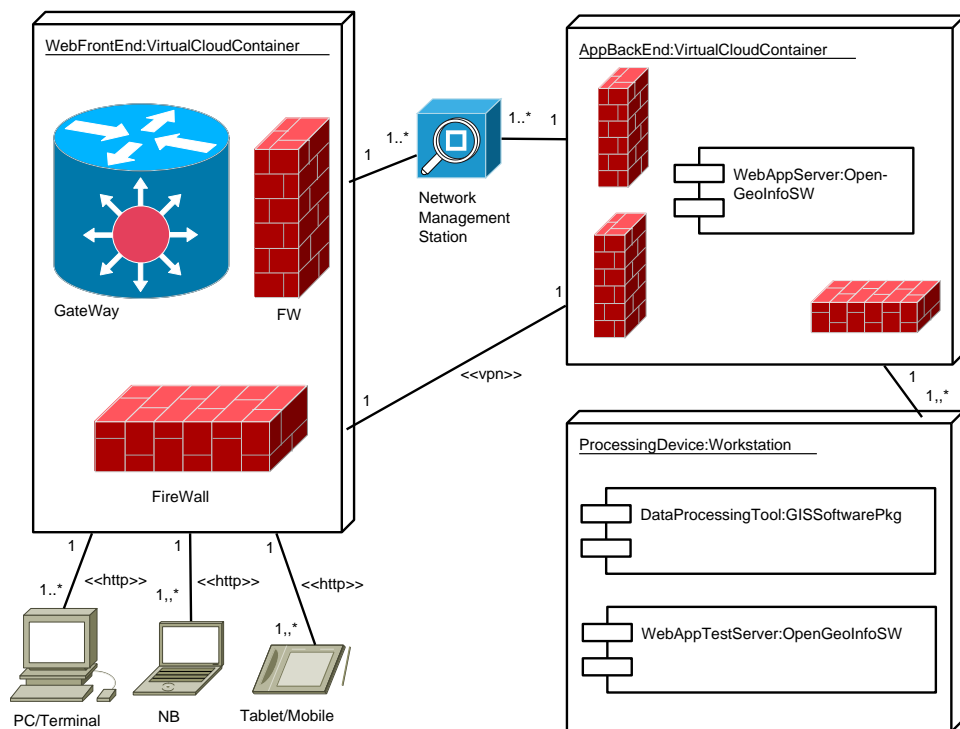 WebFrontEnd:VirtualCloudContainer
GateWay
FW
FireWall
1
1..*
Network
Management
Station
1..*
1
AppBackEnd:VirtualCloudContainer
WebAppServer:Open-
GeoInfoSW
1
<<vpn>>
1
1
1,,*
ProcessingDevice:Workstation
DataProcessingTool:GISSoftwarePkg
WebAppTestServer:OpenGeoInfoSW
1
1
1
<<http>>
<<http>>
<<http>>
1..*
1,,*
1,,*
PC/Terminal
NB
Tablet/Mobile